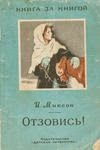 КНИГА ЗА КНИГОЙ
И. Миксон
ОТЗОВИСЬ!
ИЗДАТЕЛЬСТВО
«ДЕТСКАЯ ЛИТЕРАТУРА»